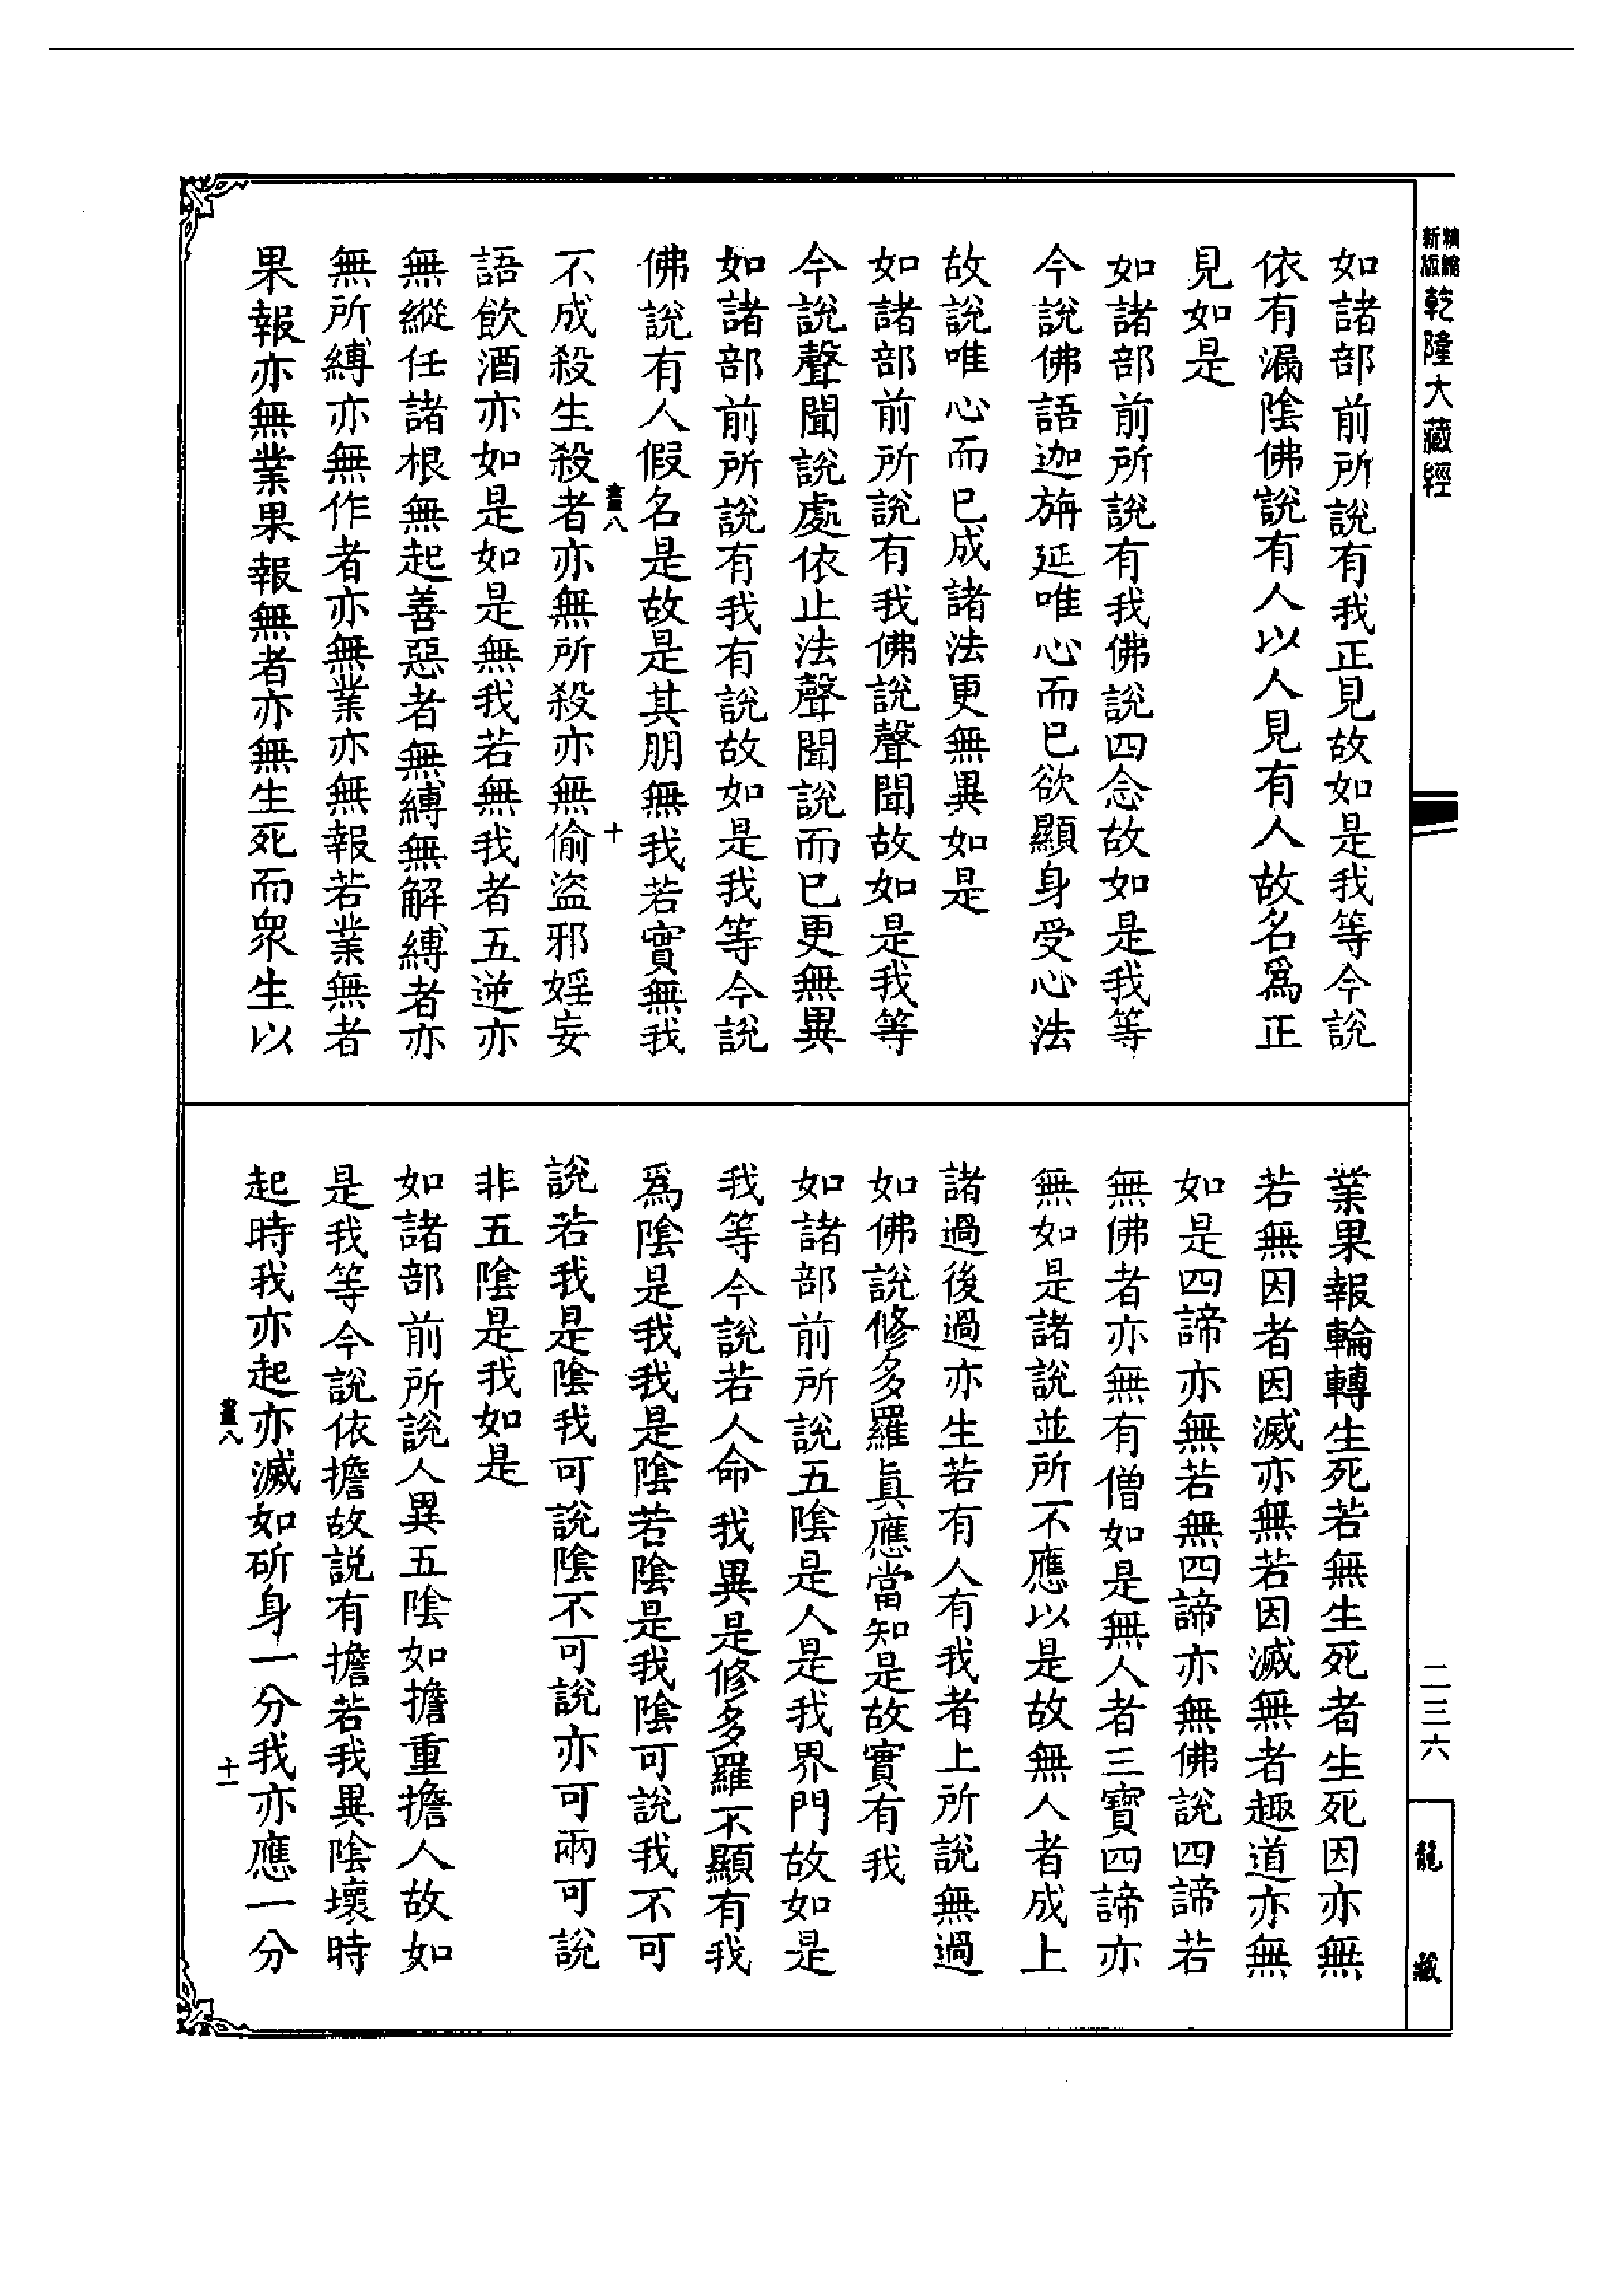 精縮新版乾隆大藏經
如諸部前所說有我正見故如是我等今說
依有漏陰佛說有人以人見有人故名爲正
見如是
如諸部前所說有我佛說四念故如是我等
今說佛語迦旃延唯心而已欲顯身受心法
故說唯心而已成諸法更無異如是
如諸部前所說有我佛說聲聞故如是我等
今說聲聞說處依止法聲聞說而已更無異
如諸部前所說有我有說故如是我等今說
佛說有人假名是故是其朋無我若實無我
畫八 十
不成殺生殺者亦無所殺亦無偷盜邪婬妄
語飲酒亦如是如是無我若無我者五逆亦
無縱任諸根無起善惡者無縛無解縛者亦
無所縛亦無作者亦無業亦無報若業無者
果報亦無業果報無者亦無生死而衆生以
業果報輪轉生死若無生死者生死因亦無
若無因者因滅亦無若因滅無者趣道亦無
如是四諦亦無若無四諦亦無佛說四諦若
無佛者亦無有僧如是無人者三寶四諦亦
無如是諸說並所不應以是故無人者成上
諸過後過亦生若有人有我者上所說無過
如佛說修多羅眞應當知是故實有我
如諸部前所說五陰是人是我界門故如是
我等今說若人命我異是修多羅不顯有我
爲陰是我我是陰若陰是我陰可說我不可
說若我是陰我可說陰不可說亦可兩可說
非五陰是我如是
如諸部前所說人異五陰如擔重擔人故如
是我等今說依擔故説有擔若我異陰壞時
起時我亦起亦滅如斫身一分我亦應一分
畫八 十一
二三六
龍藏